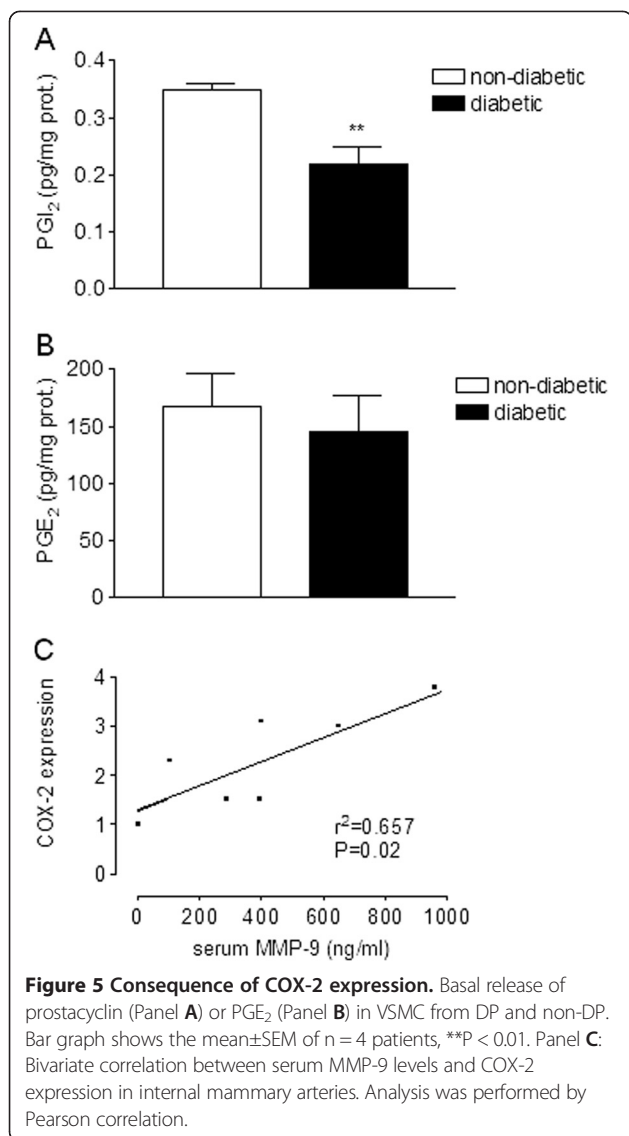 A
0.4
0.3
0.2
0.1
0.0
PGI₂ (pg/mg prot.)
**
non-diabetic
diabetic
B
200
150
100
50
0
PGE₂ (pg/mg prot.)
non-diabetic
diabetic
C
4
3
2
1
0
COX-2 expression
r²=0.657
P=0.02
0 200 400 600 800 1000
serum MMP-9 (ng/ml)
Figure 5 Consequence of COX-2 expression. Basal release of
prostacyclin (Panel A) or PGE₂ (Panel B) in VSMC from DP and non-DP.
Bar graph shows the mean±SEM of n = 4 patients, **P < 0.01. Panel C:
Bivariate correlation between serum MMP-9 levels and COX-2
expression in internal mammary arteries. Analysis was performed by
Pearson correlation.